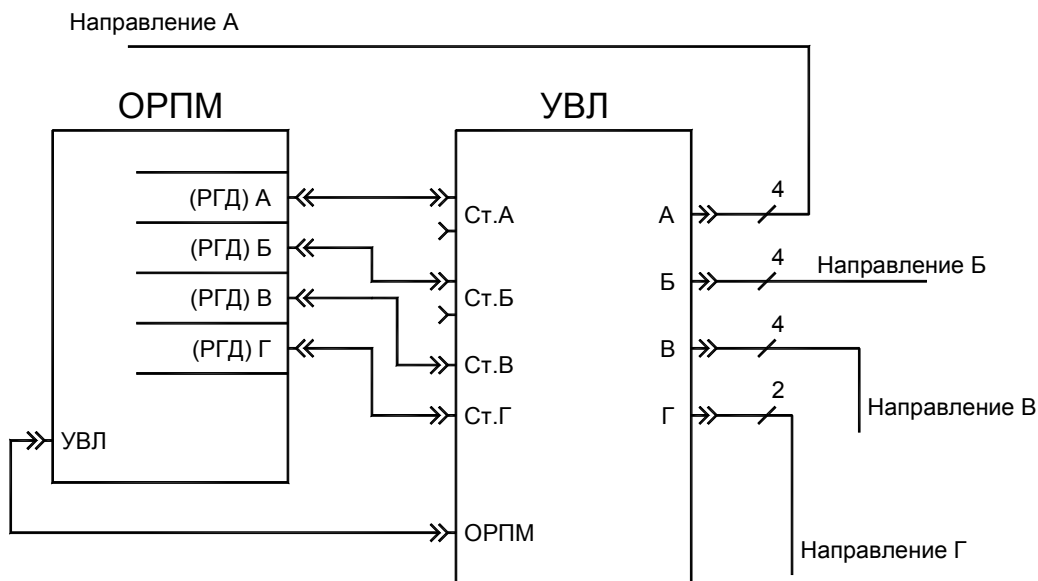 Направление А
ОРПМ
УВЛ
(РГД) А
(РГД) Б
(РГД) В
(РГД) Г
УВЛ
Ст.А
Ст.Б
Ст.В
Ст.Г
ОРПМ
А
4
Б
4
Направление Б
В
4
Направление В
Г
2
Направление Г